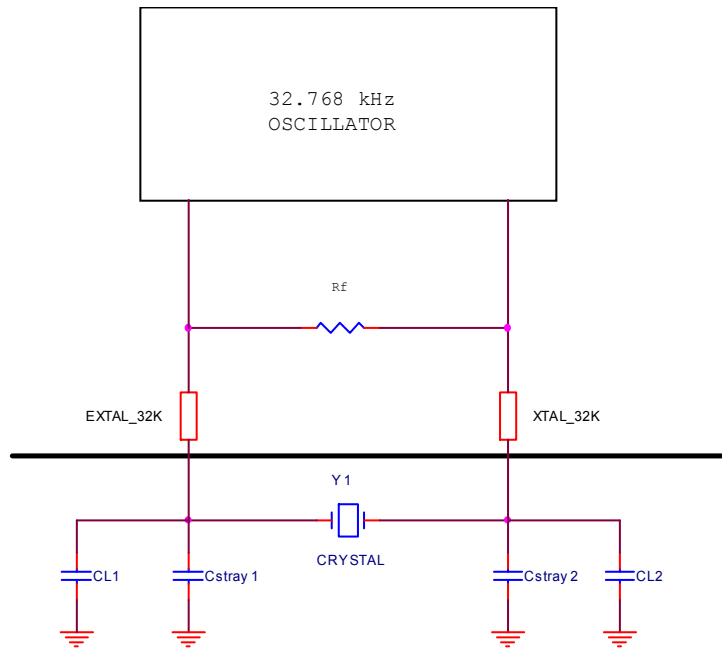 32.768 kHz
OSCILLATOR
Rf
EXTAL_32K
XTAL_32K
Y1
CRYSTAL
CL1
Cstray 1
Cstray 2
CL2